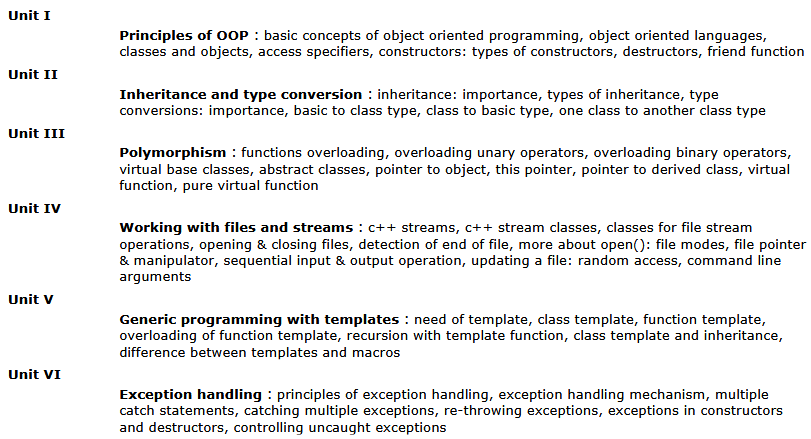 Unit I
Principles of OOP : basic concepts of object oriented programming, object oriented languages,
classes and objects, access specifiers, constructors: types of constructors, destructors, friend function
Unit II
Inheritance and type conversion : inheritance: importance, types of inheritance, type
conversions: importance, basic to class type, class to basic type, one class to another class type
Unit III
Polymorphism : functions overloading, overloading unary operators, overloading binary operators,
virtual base classes, abstract classes, pointer to object, this pointer, pointer to derived class, virtual
function, pure virtual function
Unit IV
Working with files and streams : c++ streams, c++ stream classes, classes for file stream
operations, opening & closing files, detection of end of file, more about open(): file modes, file pointer
& manipulator, sequential input & output operation, updating a file: random access, command line
arguments
Unit V
Generic programming with templates : need of template, class template, function template,
overloading of function template, recursion with template function, class template and inheritance,
difference between templates and macros
Unit VI
Exception handling : principles of exception handling, exception handling mechanism, multiple
catch statements, catching multiple exceptions, re-throwing exceptions, exceptions in constructors
and destructors, controlling uncaught exceptions